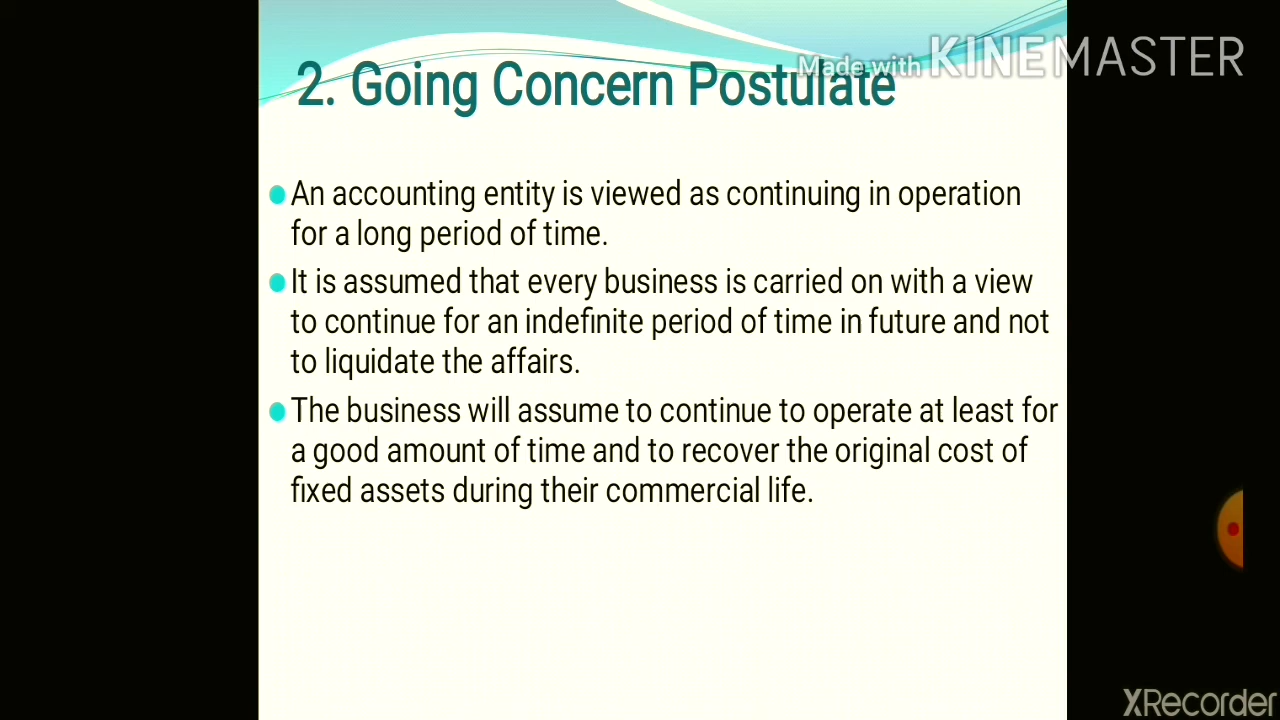 Made with KINEMASTER
2. Going Concern Postulate
An accounting entity is viewed as continuing in operation
for a long period of time.
It is assumed that every business is carried on with a view
to continue for an indefinite period of time in future and not
to liquidate the affairs.
The business will assume to continue to operate at least for
a good amount of time and to recover the original cost of
fixed assets during their commercial life.
XRecorder